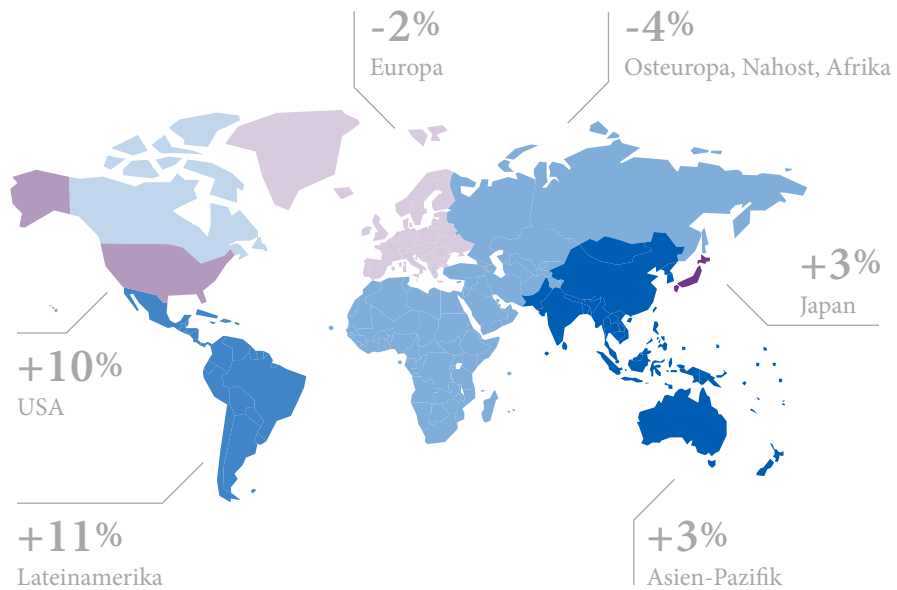 -2%
Europa
-4%
Osteuropa, Nahost, Afrika
+3%
Japan
+10%
USA
+11%
Lateinamerika
+3%
Asien-Pazifik